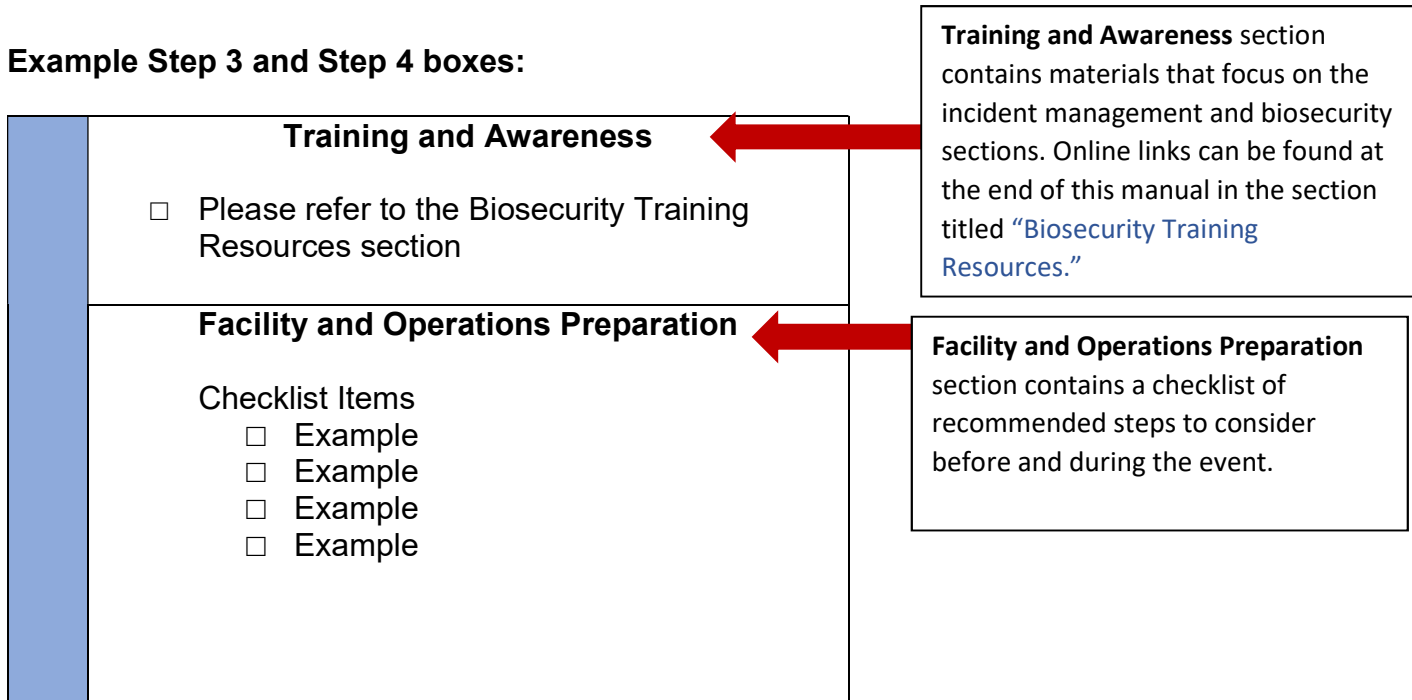 Example Step 3 and Step 4 boxes:
Training and Awareness
□ Please refer to the Biosecurity Training
Resources section
Facility and Operations Preparation
Checklist Items
□ Example
□ Example
□ Example
□ Example
Training and Awareness section
contains materials that focus on the
incident management and biosecurity
sections. Online links can be found at
the end of this manual in the section
titled “Biosecurity Training
Resources.”
Facility and Operations Preparation
section contains a checklist of
recommended steps to consider
before and during the event.